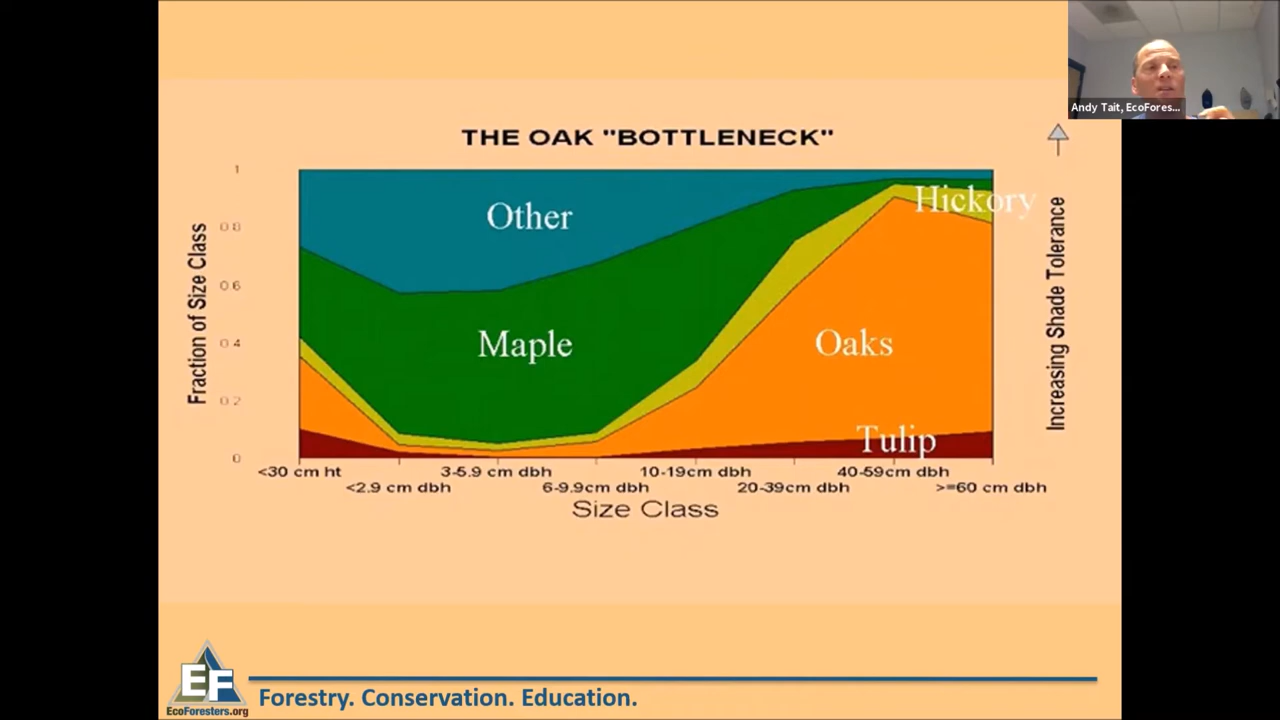 Andy Tait, EcoFores...
THE OAK "BOTTLENECK"
1
0.8
0.6
0.4
0.2
0
Fraction of Size Class
Other
Hickory
Maple
Oaks
Tulip
Increasing Shade Tolerance
<30 cm ht
<2.9 cm dbh
3-5.9 cm dbh
6-9.9cm dbh
10-19cm dbh
20-39cm dbh
40-59cm dbh
>=60 cm dbh
Size Class
EF
EcoForesters.org
Forestry. Conservation. Education.